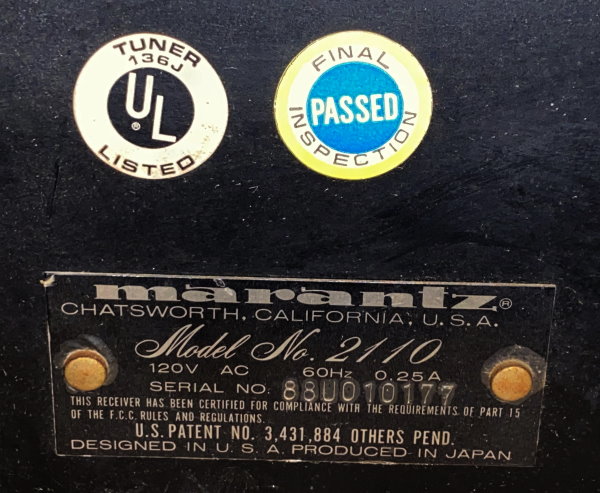 TUNER
136J
UL®
LISTED
FINAL
PASSED
INSPECTION
marantz®
CHATSWORTH, CALIFORNIA, U.S.A.
Model No. 2110
120V AC 60Hz 0.25A
SERIAL NO. 88U010177
THIS RECEIVER HAS BEEN CERTIFIED FOR COMPLIANCE WITH THE REQUIREMENTS OF PART 15
OF THE F.C.C. RULES AND REGULATIONS.
U.S. PATENT NO. 3,431,884 OTHERS PEND.
DESIGNED IN U.S.A. PRODUCED IN JAPAN